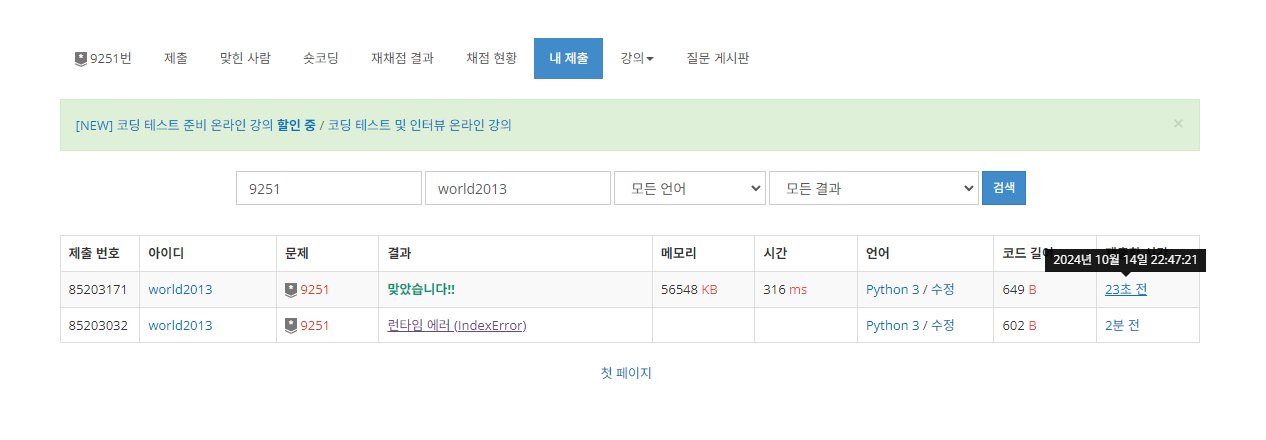 9251번 제출 맞힌 사람 숏코딩 재채점 결과 채점 현황 내 제출 강의 질문 게시판
[NEW] 코딩 테스트 준비 온라인 강의 할인 중 / 코딩 테스트 및 인터뷰 온라인 강의 ×
9251 world2013 모든 언어 모든 결과 검색
제출 번호 아이디 문제 결과 메모리 시간 언어 코드
2024년 10월 14일 22:47:21
85203171 world2013 9251 맞았습니다!! 56548 KB 316 ms Python 3 / 수정 649 B 23초 전
85203032 world2013 9251 런타임 에러 (IndexError) Python 3 / 수정 602 B 2분 전
첫 페이지